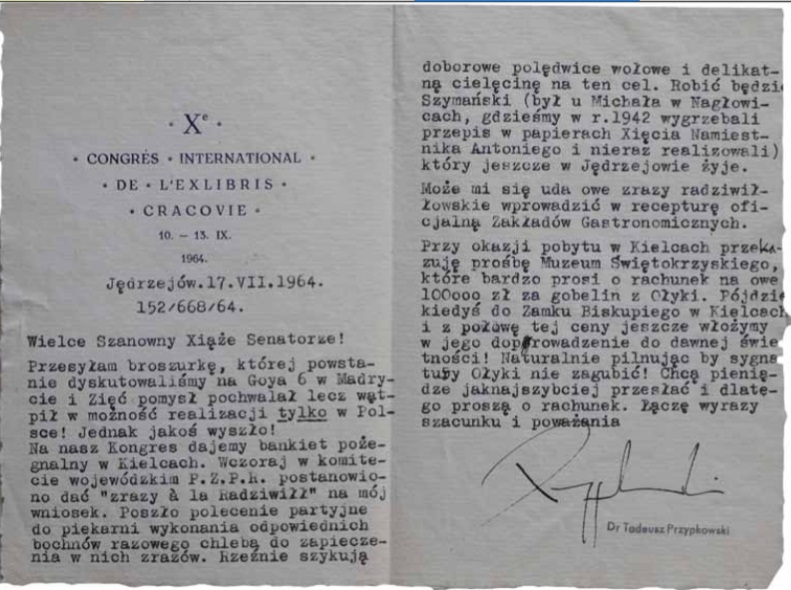 · Xᵉ ·
· CONGRÈS · INTERNATIONAL ·
· DE · L'EXLIBRIS ·
· CRACOVIE ·
10. — 13. IX.
1964.
Jędrzejów.17.VII.1964.
152/668/64.
Wielce Szanowny Xiąże Senatorze!
Przesyłam broszurkę, której powsta-
nie dyskutowaliśmy na Goya 6 w Madry-
cie i Zięć pomysł pochwalał lecz wąt-
pił w możność realizacji tylko w Pol-
sce! Jednak jakoś wyszło!
Na nasz Kongres dajemy bankiet poże-
gnalny w Kielcach. Wczoraj w komite-
cie wojewódzkim P.Z.P.R. postanowio-
no dać "zrazy à la Radziwiłł" na mój
wniosek. Poszło polecenie partyjne
do piekarni wykonania odpowiednich
bochnów razowego chleba do zapiecze-
nia w nich zrazów. Rzeźnie szykują
doborowe polędwice wołowe i delikat-
ną cielęcinę na ten cel. Robić będzi
Szymański (był u Michała w Nagłowi-
cach, gdzieśmy w r.1942 wygrzebali
przepis w papierach Xięcia Namiest-
nika Antoniego i nieraz realizowali)
który jeszcze w Jędrzejowie żyje.
Może mi się uda owe zrazy radziwił-
łowskie wprowadzić w recepturę ofi-
cjalną Zakładów Gastronomicznych.
Przy okazji pobytu w Kielcach przeka-
zuję prośbę Muzeum Świętokrzyskiego,
które bardzo prosi o rachunek na owe
100ooo zł za gobelin z Ołyki. Pójdzie
kiedyś do Zamku Biskupiego w Kielcach
i z połowę tej ceny jeszcze włożymy
w jego doprowadzenie do dawnej świe-
tności! Naturalnie pilnując by sygna-
tury Ołyki nie zagubić! Chcą pienią-
dze jaknajszybciej przesłać i dlate-
go proszą o rachunek. Łączę wyrazy
szacunku i poważania
Dr Tadeusz Przypkowski